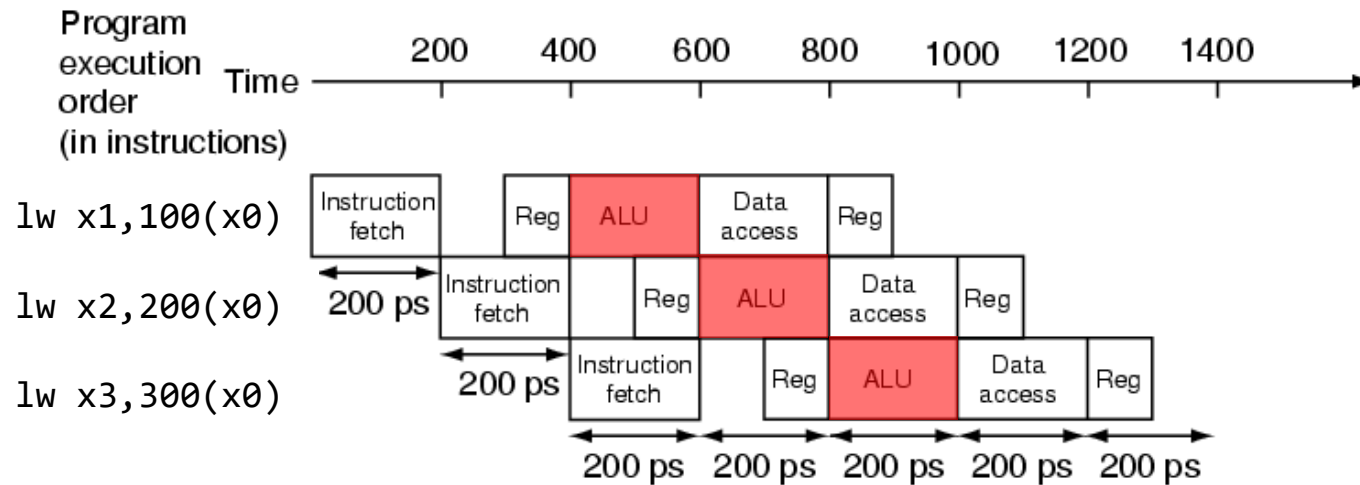 Program
execution
order
(in instructions)
Time
200 400 600 800 1000 1200 1400
lw x1,100(x0)
Instruction
fetch
Reg
ALU
Data
access
Reg
200 ps
lw x2,200(x0)
Instruction
fetch
Reg
ALU
Data
access
Reg
200 ps
lw x3,300(x0)
Instruction
fetch
Reg
ALU
Data
access
Reg
200 ps 200 ps 200 ps 200 ps 200 ps